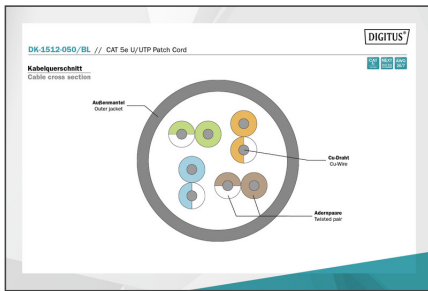 DIGITUS®
DK-1512-050/BL // CAT 5e U/UTP Patch Cord
Kabelquerschnitt
Cable cross section
Außenmantel
Outer jacket
Cu-Draht
Cu-Wire
Adernpaare
Twisted pair